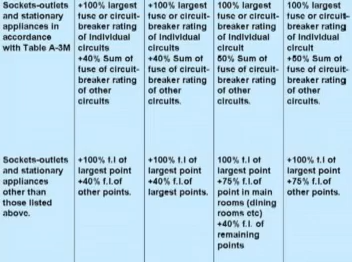 Sockets-outlets
and stationary
appliances in
accordance
with Table A-3M
+100% largest
fuse or circuit-
breaker rating
of individual
circuits
+40% Sum of
fuse of circuit-
breaker rating
of other
circuits
+100% largest
fuse or circuit-
breaker rating
of individual
circuits
+40% Sum of
fuse of circuit-
breaker rating
of other
circuits.
100% largest
fuse or circuit-
breaker rating
of individual
circuit
50% Sum of
fuse of circuit-
breaker rating
of other
circuits.
+100% largest
fuse or circuit-
breaker rating
of individual
circuit
+50% Sum of
fuse of circuit-
breaker rating
of other
circuits.
Sockets-outlets
and stationary
appliances
other than
those listed
above.
+100% f.l of
largest point
+40% f.l.of
other points.
+100% f.l of
largest point
+40% f.l.of
largest points.
100% f.l of
largest point
+75% f.l.of
point in main
rooms (dining
rooms etc)
+40% f.l. of
remaining
points
+100% f.l of
largest point
+75% f.l.of
other points.